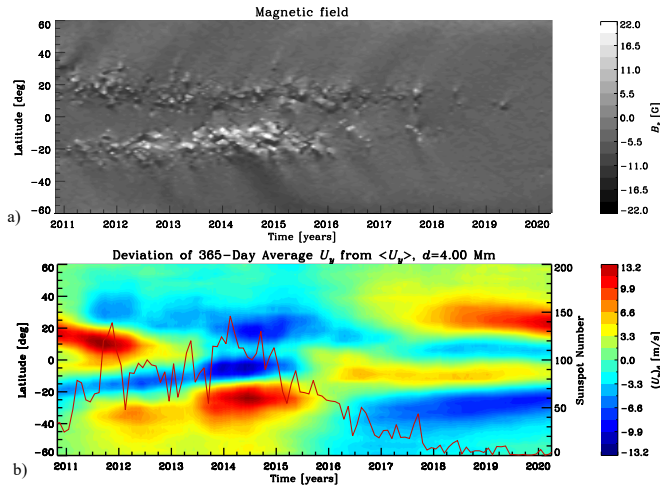 Magnetic field
60
40
20
0
-20
-40
-60
Latitude [deg]
2011 2012 2013 2014 2015 2016 2017 2018 2019 2020
Time [years]
22.0
16.5
11.0
5.5
0.0
-5.5
-11.0
-16.5
-22.0
[G]
a)
Deviation of 365-Day Average Uy from <Uy>, d=4.00 Mm
60
40
20
0
-20
-40
-60
Latitude [deg]
2011 2012 2013 2014 2015 2016 2017 2018 2019 2020
Time [years]
200
150
100
50
0
Sunspot Number
13.2
9.9
6.6
3.3
0.0
-3.3
-6.6
-9.9
-13.2
[m/s]
b)